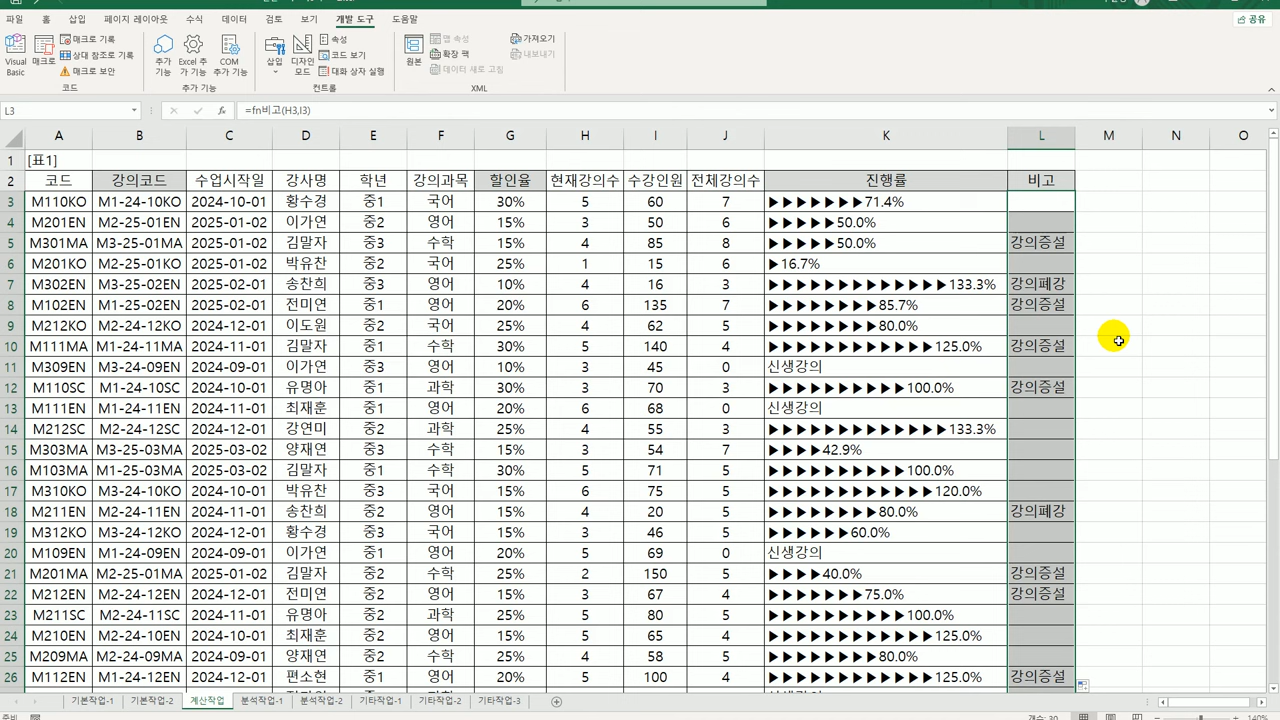 파일 홈 삽입 페이지 레이아웃 수식 데이터 검토 보기 개발 도구 도움말 공유
Visual Basic 매크로 매크로 기록 상대 참조로 기록 매크로 보안 추가 기능 Excel 추가 기능 COM 추가 기능 삽입 디자인 모드 속성 코드 보기 대화 상자 실행 원본 맵 속성 확장 팩 데이터 새로 고침 가져오기 내보내기
코드 추가 기능 컨트롤 XML
L3 fx =fn비고(H3,I3)
A B C D E F G H I J K L M N O
1 [표1]
2 코드 강의코드 수업시작일 강사명 학년 강의과목 할인율 현재강의수 수강인원 전체강의수 진행률 비고
3 M110KO M1-24-10KO 2024-10-01 황수경 중1 국어 30% 5 60 7 ▶▶▶▶▶▶▶71.4%
4 M201EN M2-25-01EN 2025-01-02 이가연 중2 영어 15% 3 50 6 ▶▶▶▶▶50.0%
5 M301MA M3-25-01MA 2025-01-02 김말자 중3 수학 15% 4 85 8 ▶▶▶▶▶50.0% 강의증설
6 M201KO M2-25-01KO 2025-01-02 박유찬 중2 국어 25% 1 15 6 ▶16.7%
7 M302EN M3-25-02EN 2025-02-01 송찬희 중3 영어 10% 4 16 3 ▶▶▶▶▶▶▶▶▶▶▶▶▶133.3% 강의폐강
8 M102EN M1-25-02EN 2025-02-01 전미연 중1 영어 20% 6 135 7 ▶▶▶▶▶▶▶▶85.7% 강의증설
9 M212KO M2-24-12KO 2024-12-01 이도원 중2 국어 25% 4 62 5 ▶▶▶▶▶▶▶▶80.0%
10 M111MA M1-24-11MA 2024-11-01 김말자 중1 수학 30% 5 140 4 ▶▶▶▶▶▶▶▶▶▶▶▶125.0% 강의증설
11 M309EN M3-24-09EN 2024-09-01 이가연 중3 영어 10% 3 45 0 신생강의
12 M110SC M1-24-10SC 2024-10-01 유명아 중1 과학 30% 3 70 3 ▶▶▶▶▶▶▶▶▶▶100.0% 강의증설
13 M111EN M1-24-11EN 2024-11-01 최재훈 중1 영어 20% 6 68 0 신생강의
14 M212SC M2-24-12SC 2024-12-01 강연미 중2 과학 25% 4 55 3 ▶▶▶▶▶▶▶▶▶▶▶▶▶133.3%
15 M303MA M3-25-03MA 2025-03-02 양재연 중3 수학 15% 3 54 7 ▶▶▶▶42.9%
16 M103MA M1-25-03MA 2025-03-02 김말자 중1 수학 30% 5 71 5 ▶▶▶▶▶▶▶▶▶▶100.0%
17 M310KO M3-24-10KO 2024-10-01 박유찬 중3 국어 15% 6 75 5 ▶▶▶▶▶▶▶▶▶▶▶▶120.0%
18 M211EN M2-24-11EN 2024-11-01 송찬희 중2 영어 15% 4 20 5 ▶▶▶▶▶▶▶▶80.0% 강의폐강
19 M312KO M3-24-12KO 2024-12-01 황수경 중3 국어 15% 3 46 5 ▶▶▶▶▶▶60.0%
20 M109EN M1-24-09EN 2024-09-01 이가연 중1 영어 20% 5 69 0 신생강의
21 M201MA M2-25-01MA 2025-01-02 김말자 중2 수학 25% 2 150 5 ▶▶▶▶40.0% 강의증설
22 M212EN M2-24-12EN 2024-12-01 전미연 중2 영어 15% 3 67 4 ▶▶▶▶▶▶▶75.0% 강의증설
23 M211SC M2-24-11SC 2024-11-01 유명아 중2 과학 25% 5 80 5 ▶▶▶▶▶▶▶▶▶▶100.0%
24 M210EN M2-24-10EN 2024-10-01 최재훈 중2 영어 15% 5 65 4 ▶▶▶▶▶▶▶▶▶▶▶▶125.0%
25 M209MA M2-24-09MA 2024-09-01 양재연 중2 수학 25% 4 58 5 ▶▶▶▶▶▶▶▶80.0%
26 M112EN M1-24-12EN 2024-12-01 편소현 중1 영어 20% 5 100 4 ▶▶▶▶▶▶▶▶▶▶▶▶125.0% 강의증설
기본작업-1 기본작업-2 계산작업 분석작업-1 분석작업-2 기타작업-1 기타작업-2 기타작업-3
준비 개수: 30 140%